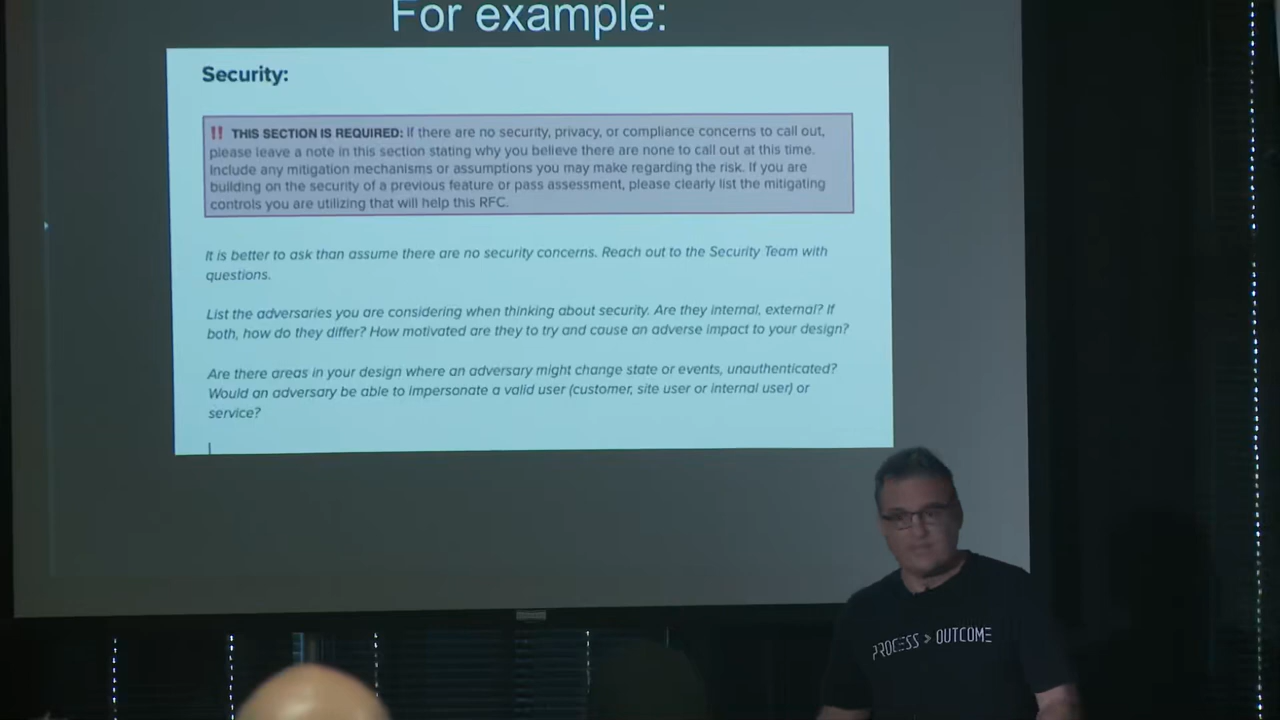 For example:
Security:
‼ THIS SECTION IS REQUIRED: If there are no security, privacy, or compliance concerns to call out,
please leave a note in this section stating why you believe there are none to call out at this time.
Include any mitigation mechanisms or assumptions you may make regarding the risk. If you are
building on the security of a previous feature or pass assessment, please clearly list the mitigating
controls you are utilizing that will help this RFC.
It is better to ask than assume there are no security concerns. Reach out to the Security Team with
questions.
List the adversaries you are considering when thinking about security. Are they internal, external? If
both, how do they differ? How motivated are they to try and cause an adverse impact to your design?
Are there areas in your design where an adversary might change state or events, unauthenticated?
Would an adversary be able to impersonate a valid user (customer, site user or internal user) or
service?
PROCESS > OUTCOME